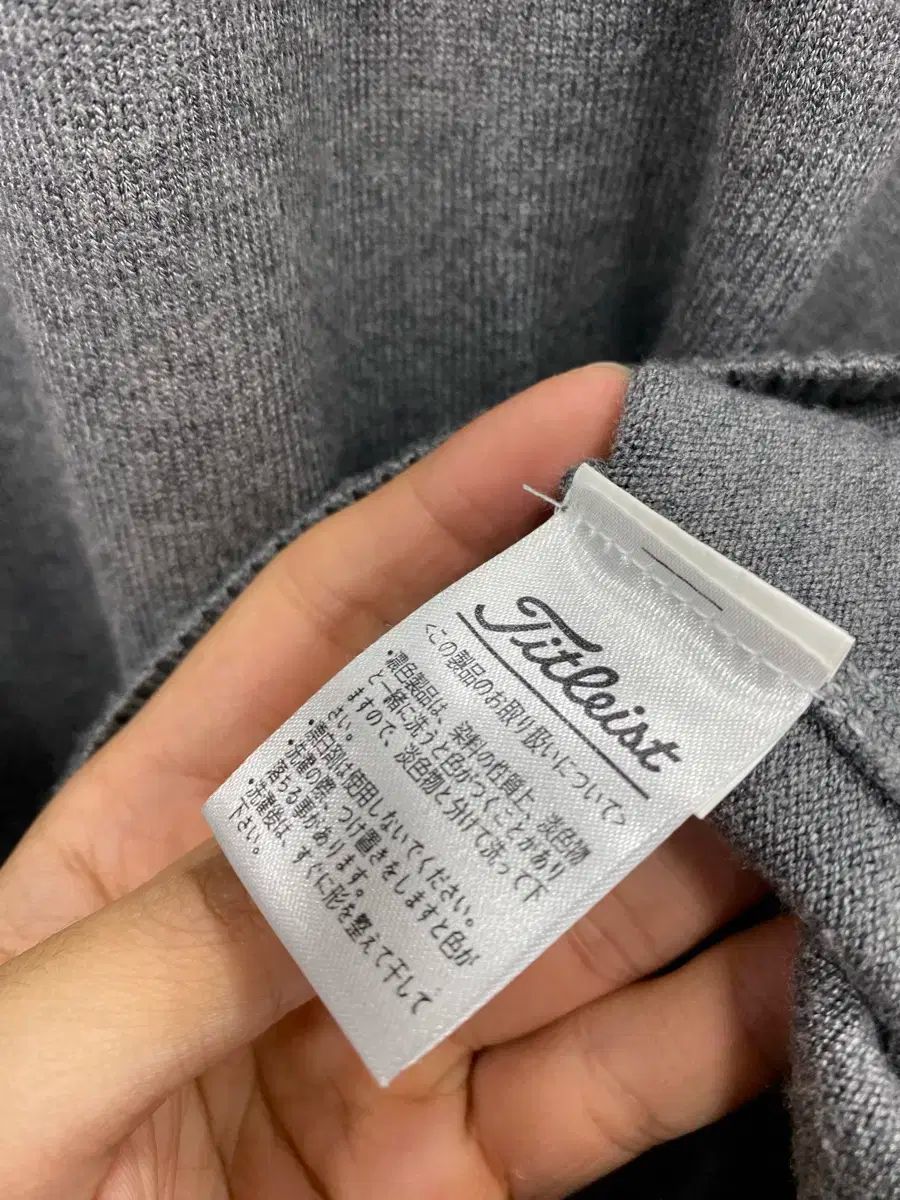 Titleist
<この製品のお取り扱いについて>
・濃色製品は、染料の性質上、淡色物
と一緒に洗うと色がつくことがあり
ますので、淡色物と分けて洗って下
さい。
・漂白剤は使用しないでください。
・洗濯の際、つけ置きをしますと色が
落ちる事があります。
・洗濯後は、すぐに形を整えて干して
下さい。